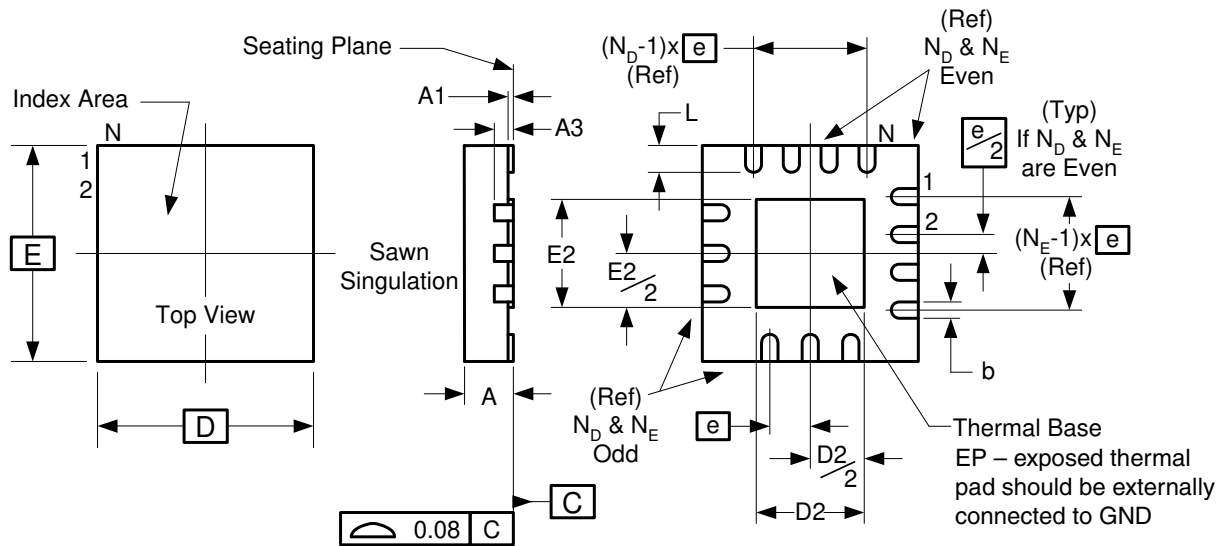 Seating Plane
Index Area
N
1
2
E
Top View
D
A1
A3
Sawn
Singulation
A
C
0.08 C
(N_D-1)x e
(Ref)
(Ref)
N_D & N_E
Even
L
N
e/2
(Typ)
If N_D & N_E
are Even
1
2
(N_E-1)x e
(Ref)
E2
E2/2
b
(Ref)
N_D & N_E
Odd
e
D2/2
D2
Thermal Base
EP – exposed thermal
pad should be externally
connected to GND